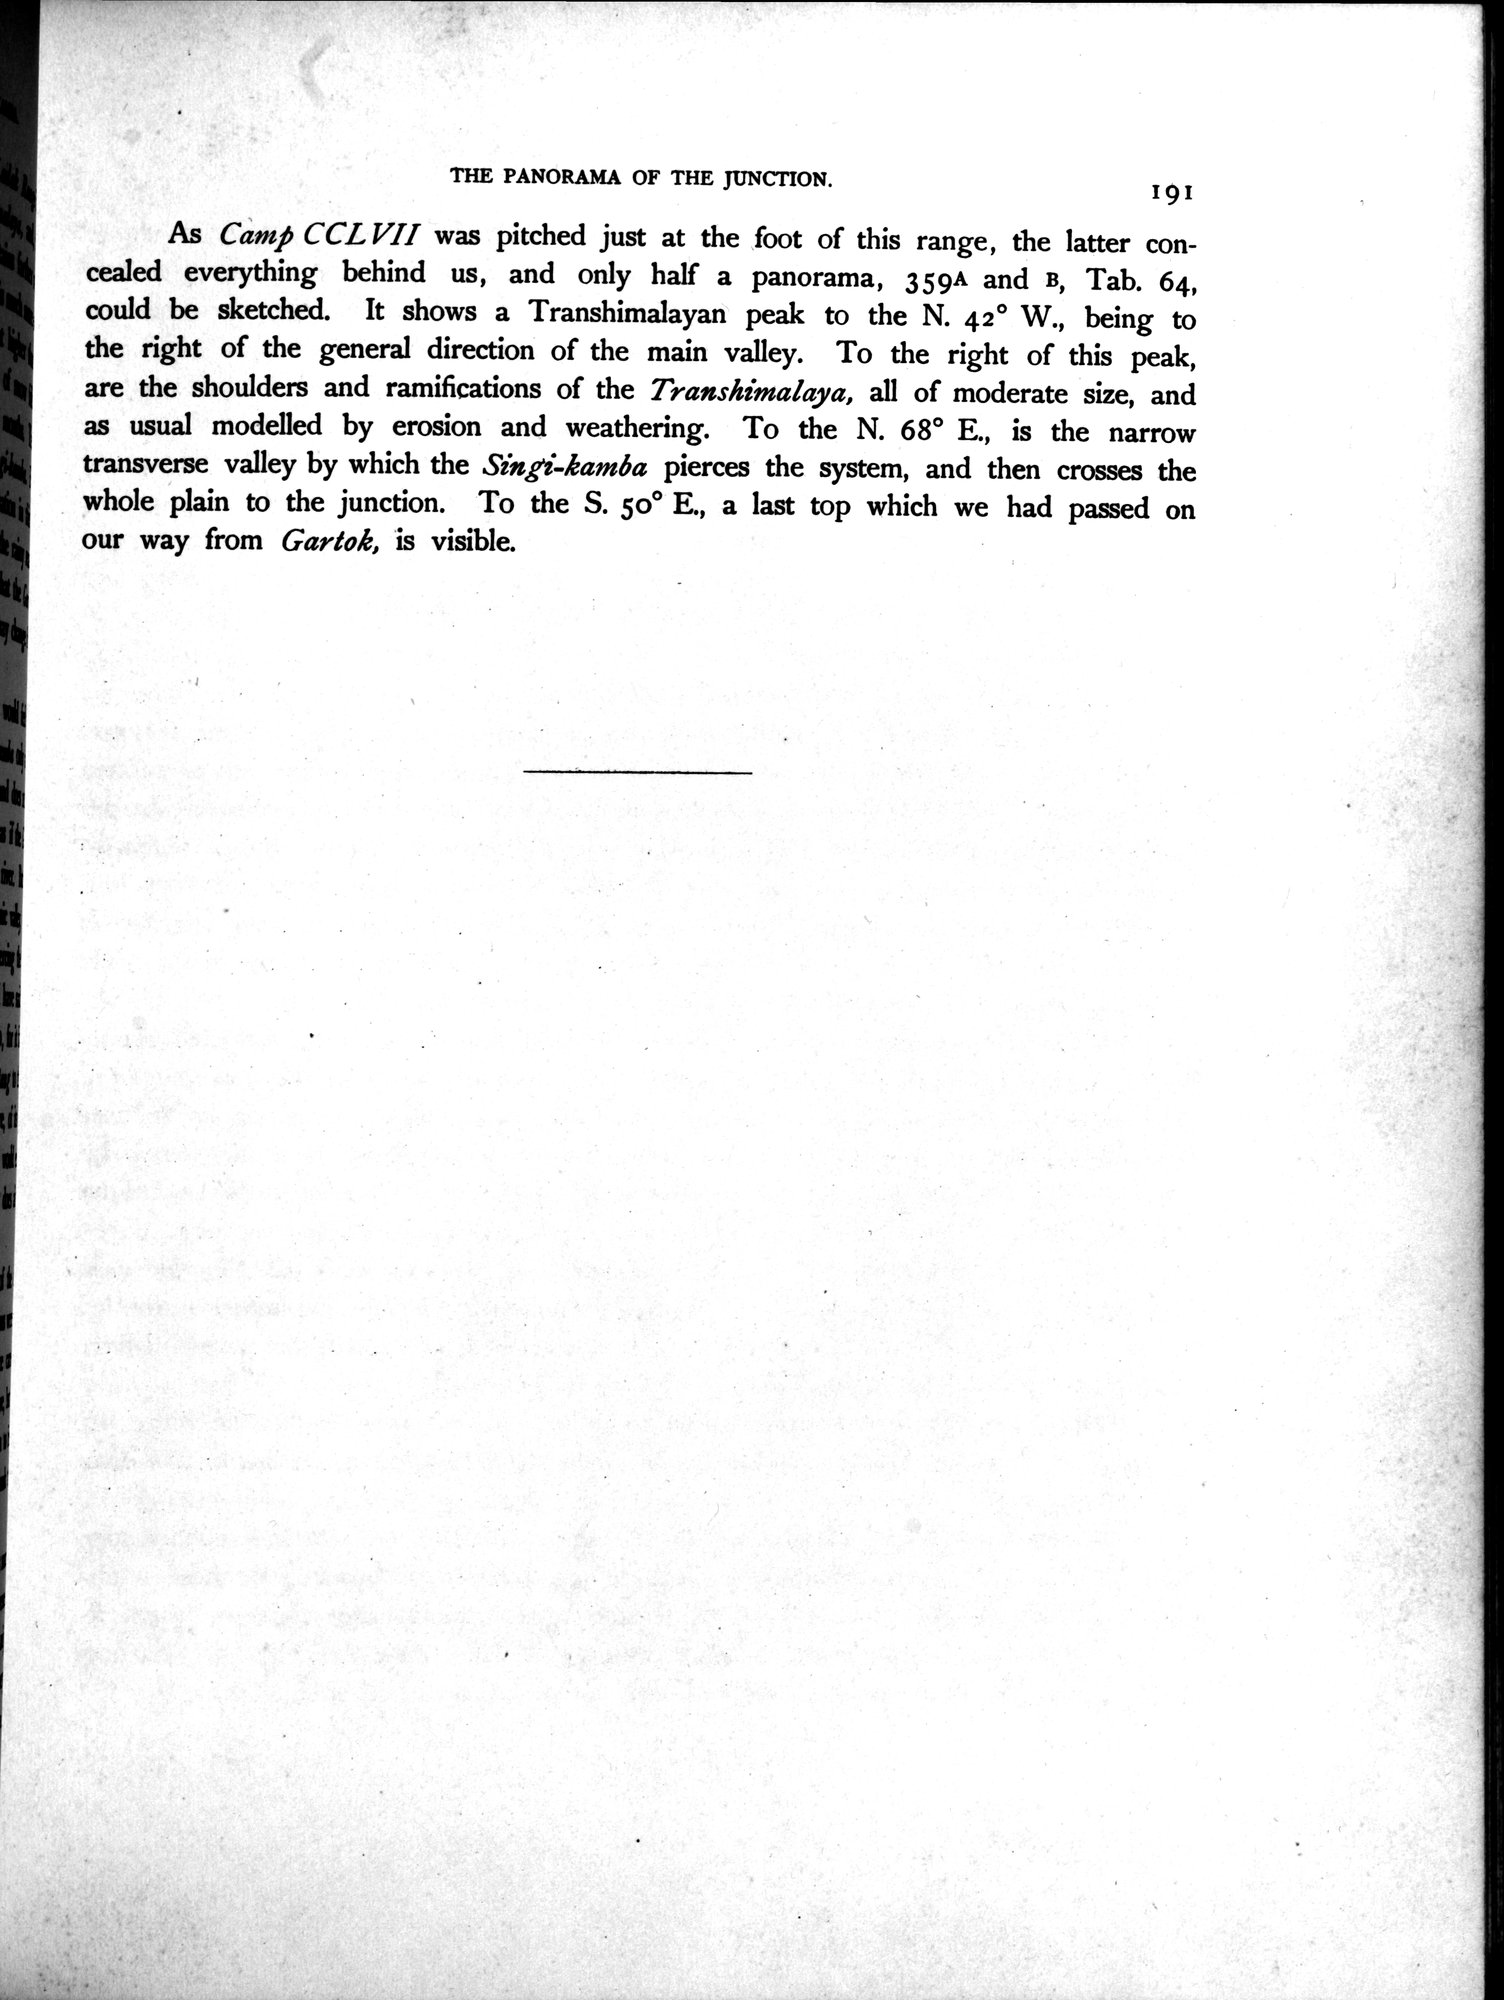 THE PANORAMA OF THE JUNCTION.
191
As Camp CCLVII was pitched just at the foot of this range, the latter con-
cealed everything behind us, and only half a panorama, 359A and B, Tab. 64,
could be sketched. It shows a Transhimalayan peak to the N. 42° W., being to
the right of the general direction of the main valley. To the right of this peak,
are the shoulders and ramifications of the Transhimalaya, all of moderate size, and
as usual modelled by erosion and weathering. To the N. 68° E., is the narrow
transverse valley by which the Singi-kamba pierces the system, and then crosses the
whole plain to the junction. To the S. 50° E., a last top which we had passed on
our way from Gartok, is visible.